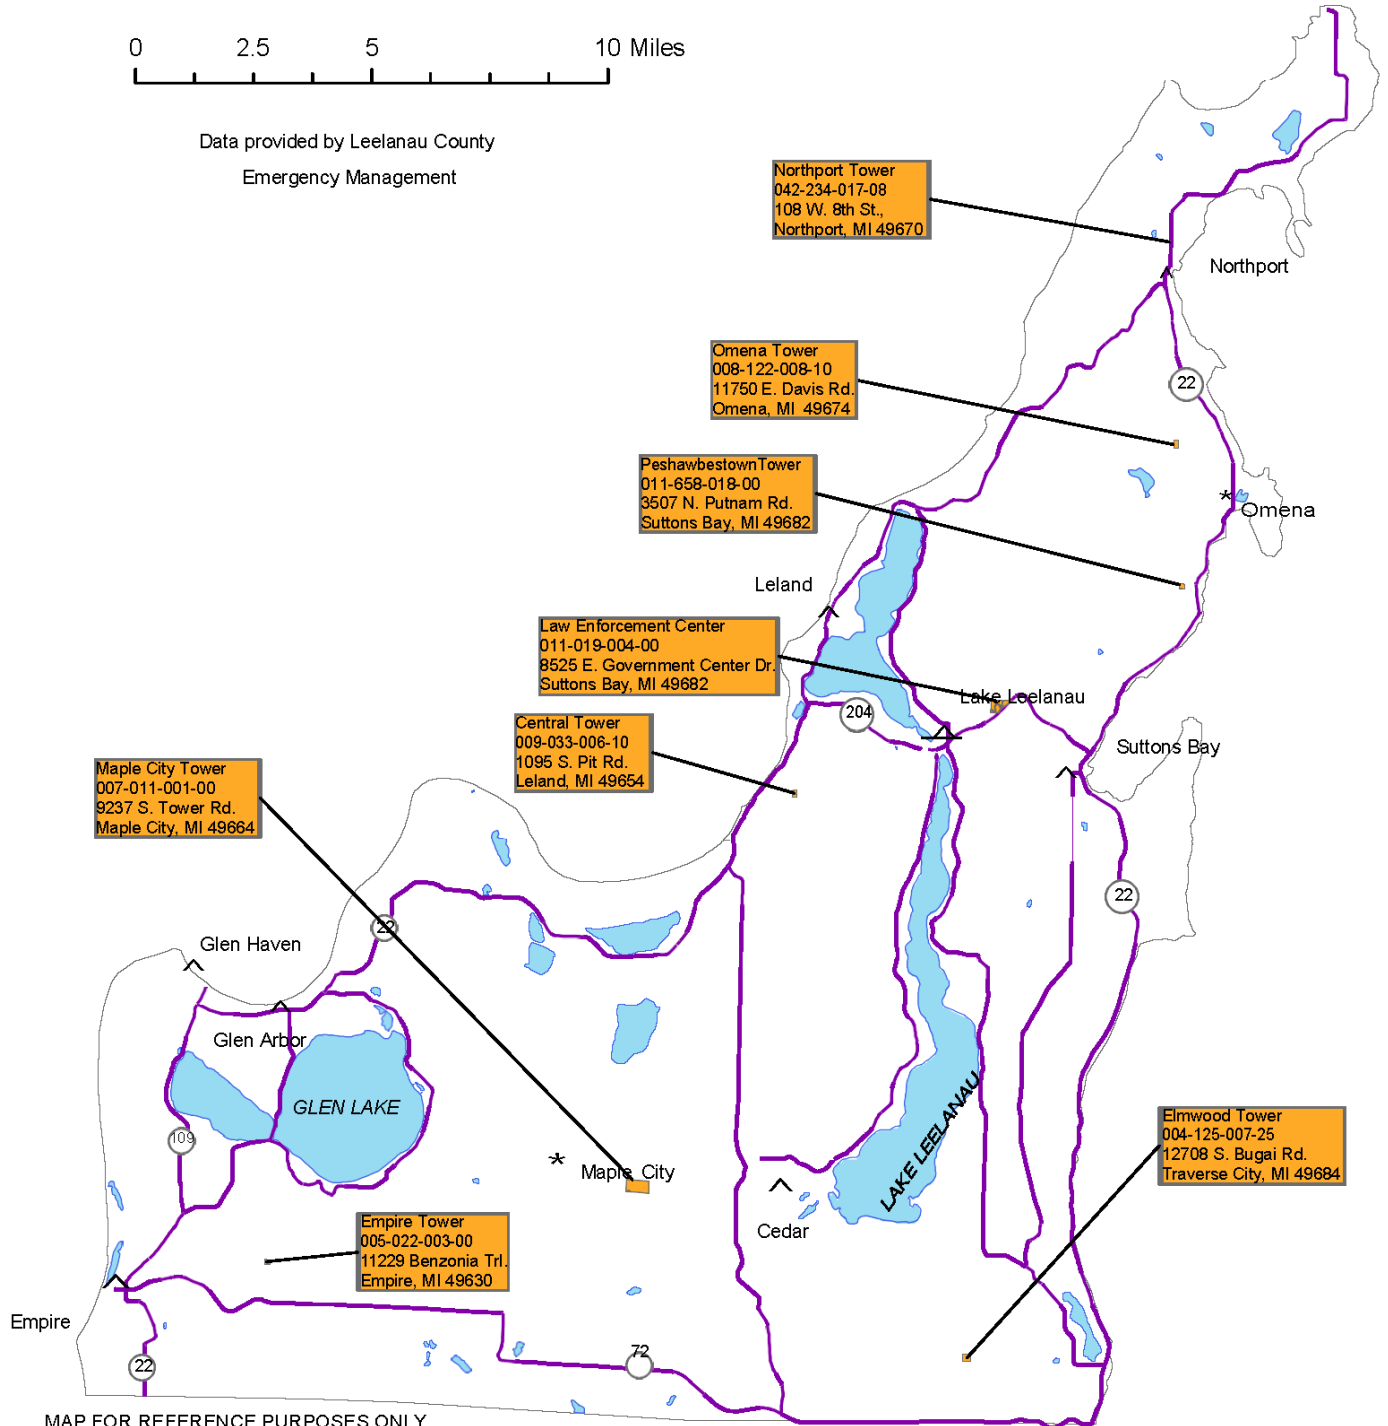 0 2.5 5 10 Miles
Data provided by Leelanau County
Emergency Management
Northport Tower
042-234-017-08
108 W. 8th St.,
Northport, MI 49670
Northport
Omena Tower
008-122-008-10
11750 E. Davis Rd.
Omena, MI  49674
22
PeshawbestownTower
011-658-018-00
3507 N. Putnam Rd.
Suttons Bay, MI 49682
Omena
Leland
Law Enforcement Center
011-019-004-00
8525 E. Government Center Dr.
Suttons Bay, MI 49682
Lake Leelanau
204
Central Tower
009-033-006-10
1095 S. Pit Rd.
Leland, MI 49654
Suttons Bay
Maple City Tower
007-011-001-00
9237 S. Tower Rd.
Maple City, MI 49664
22
22
Glen Haven
Glen Arbor
GLEN LAKE
109
LAKE LEELANAU
Maple City
Cedar
Elmwood Tower
004-125-007-25
12708 S. Bugai Rd.
Traverse City, MI 49684
Empire Tower
005-022-003-00
11229 Benzonia Trl.
Empire, MI 49630
Empire
22
72
MAP FOR REFERENCE PURPOSES ONLY